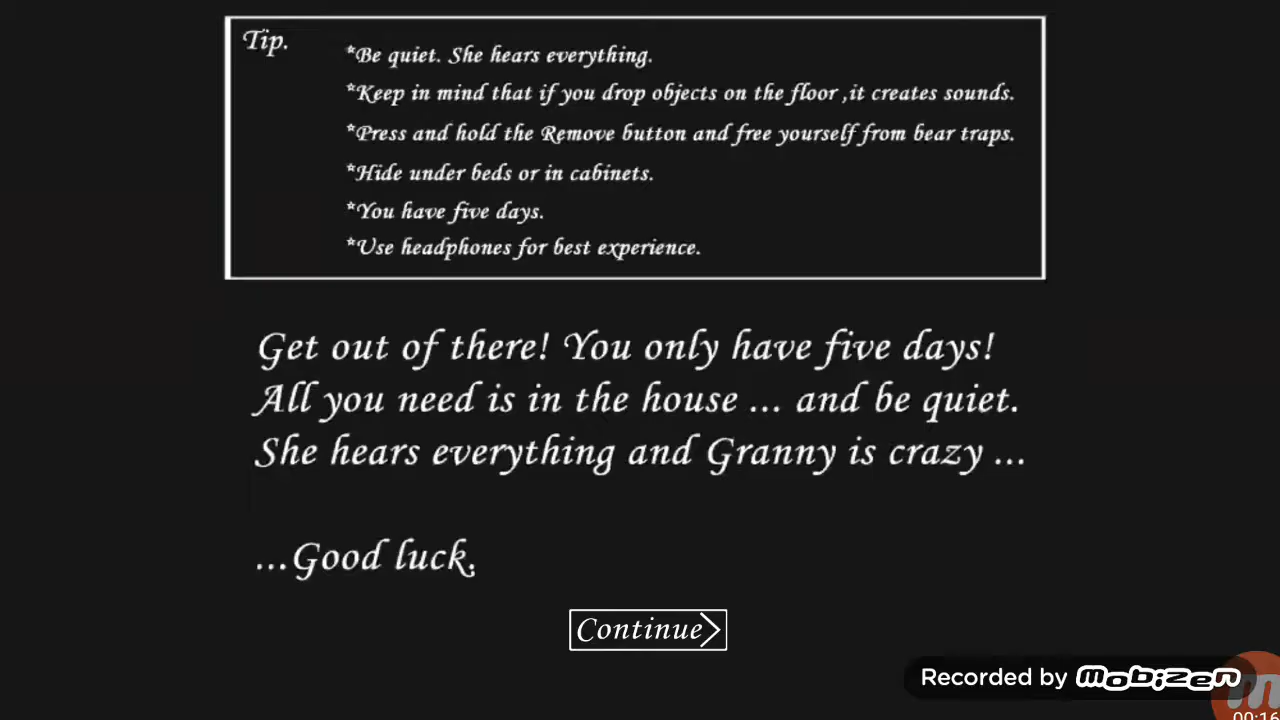 Tip.
*Be quiet. She hears everything.
*Keep in mind that if you drop objects on the floor ,it creates sounds.
*Press and hold the Remove button and free yourself from bear traps.
*Hide under beds or in cabinets.
*You have five days.
*Use headphones for best experience.
Get out of there! You only have five days!
All you need is in the house ... and be quiet.
She hears everything and Granny is crazy ...
...Good luck.
Continue
Recorded by mobizen
00:16